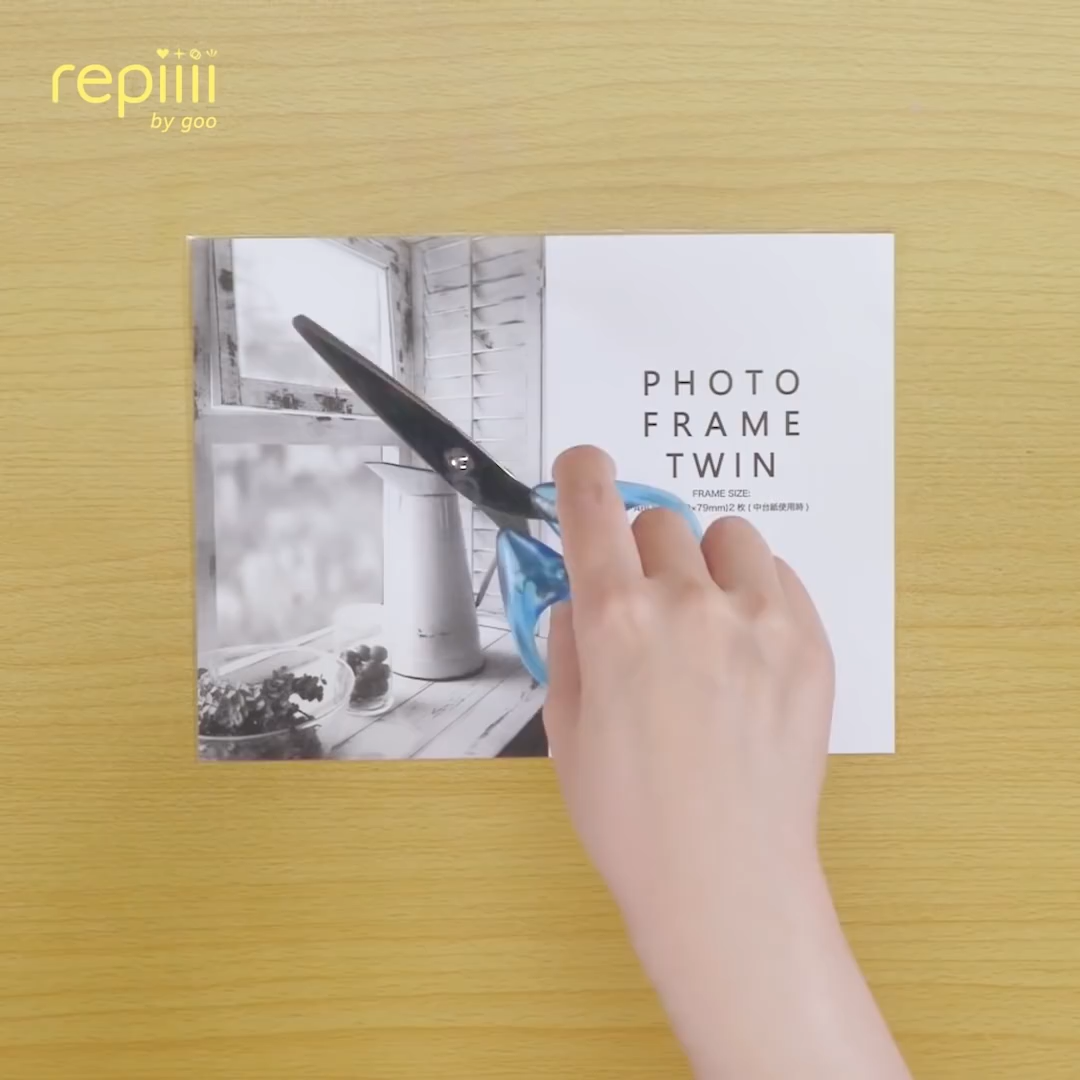 repiiii
by goo
PHOTO
FRAME
TWIN
FRAME SIZE:
×79mm)2枚(中台紙使用時)